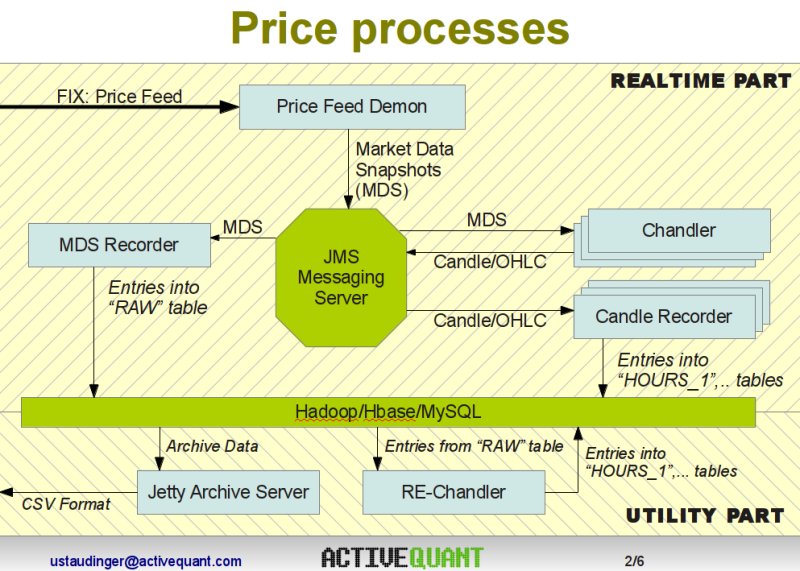 Price processes
REALTIME PART
FIX: Price Feed
Price Feed Demon
Market Data
Snapshots
(MDS)
MDS Recorder
MDS
JMS
Messaging
Server
MDS
Chandler
Candle/OHLC
Candle/OHLC
Candle Recorder
Entries into
“RAW” table
Entries into
“HOURS_1”,.. tables
Hadoop/Hbase/MySQL
Archive Data
Entries from “RAW” table
Entries into
“HOURS_1”,... tables
CSV Format
Jetty Archive Server
RE-Chandler
UTILITY PART
ustaudinger@activequant.com
ACTIVEQUANT
2/6